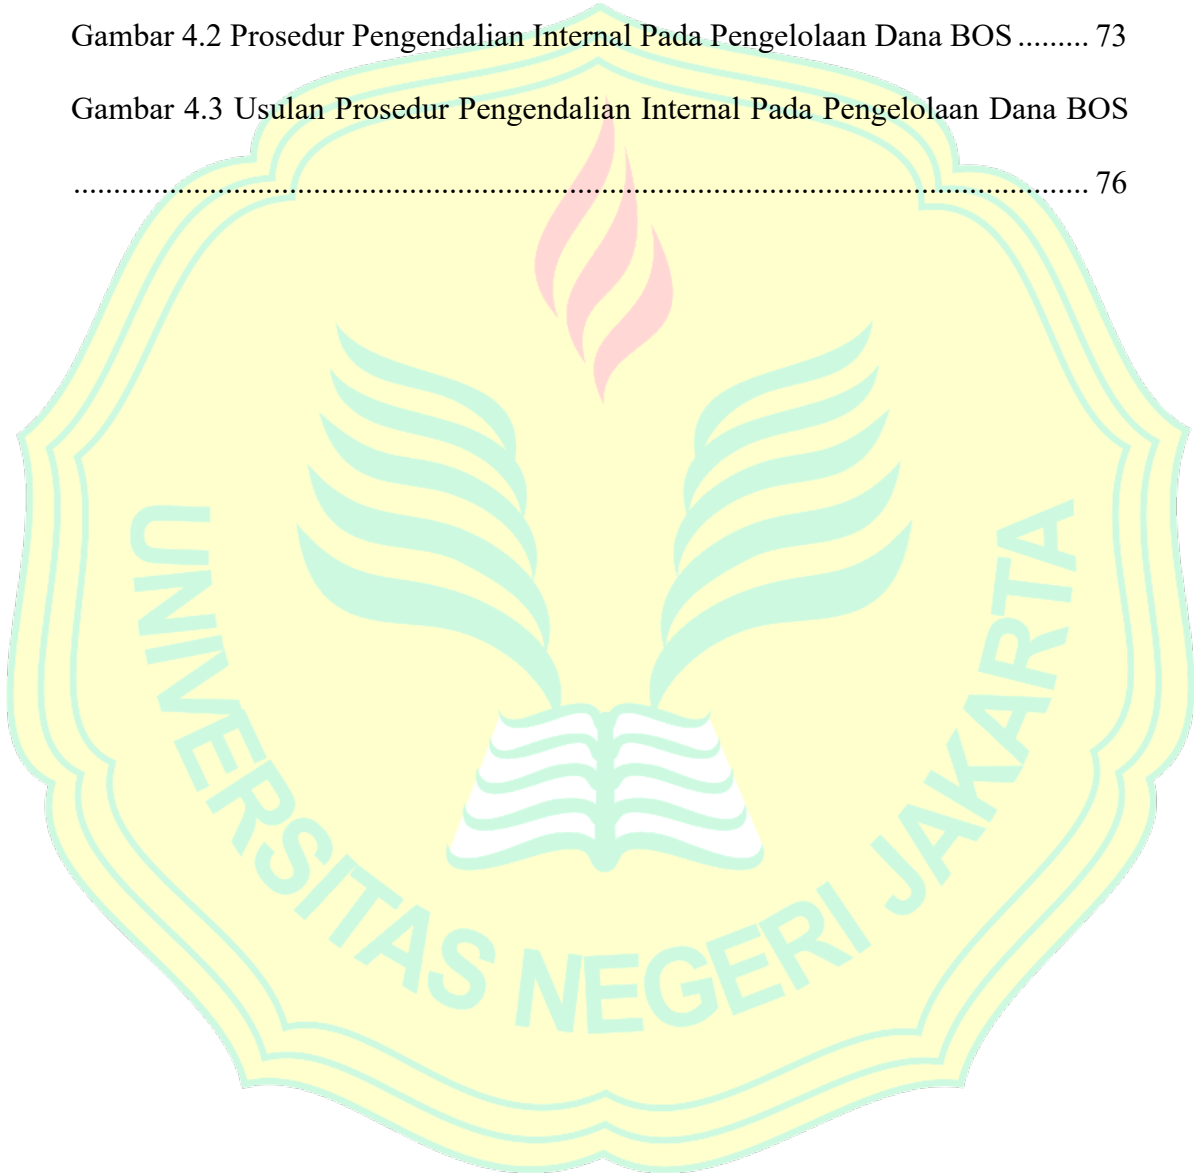 Gambar 4.2 Prosedur Pengendalian Internal Pada Pengelolaan Dana BOS ......... 73
Gambar 4.3 Usulan Prosedur Pengendalian Internal Pada Pengelolaan Dana BOS
................................................................................................................................ 76
UNIVERSITAS NEGERI JAKARTA